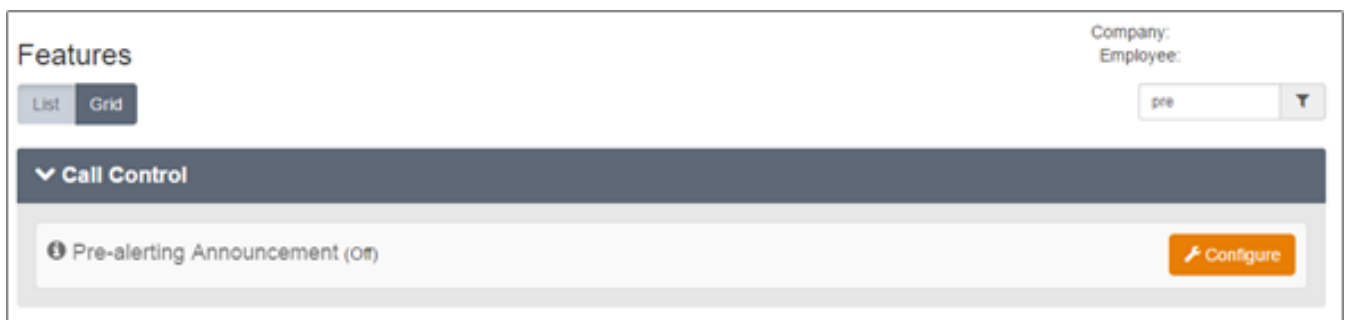 Company:
Employee:
Features
List Grid
pre
Call Control
Pre-alerting Announcement (Off)
Configure